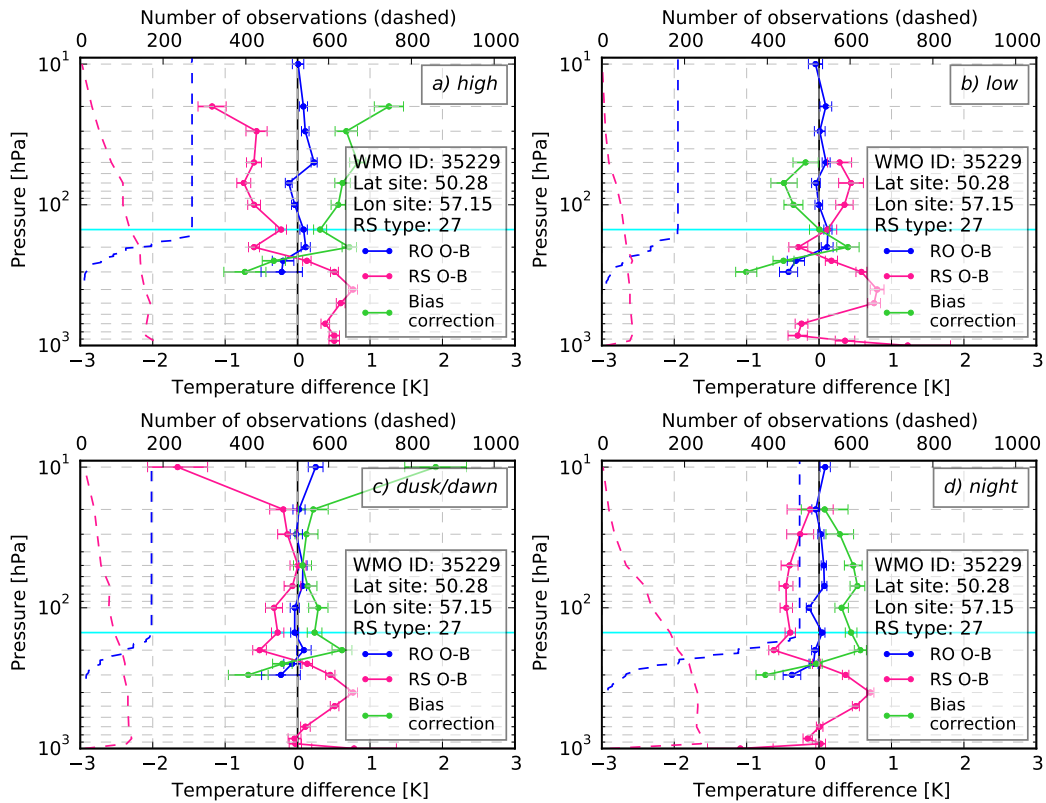 Number of observations (dashed)
0 200 400 600 800 1000
10¹
10²
10³
Pressure [hPa]
a) high
WMO ID: 35229
Lat site: 50.28
Lon site: 57.15
RS type: 27
RO O-B
RS O-B
Bias
correction
−3 −2 −1 0 1 2 3
Temperature difference [K]
Number of observations (dashed)
0 200 400 600 800 1000
10¹
10²
10³
Pressure [hPa]
b) low
WMO ID: 35229
Lat site: 50.28
Lon site: 57.15
RS type: 27
RO O-B
RS O-B
Bias
correction
−3 −2 −1 0 1 2 3
Temperature difference [K]
Number of observations (dashed)
0 200 400 600 800 1000
10¹
10²
10³
Pressure [hPa]
c) dusk/dawn
WMO ID: 35229
Lat site: 50.28
Lon site: 57.15
RS type: 27
RO O-B
RS O-B
Bias
correction
−3 −2 −1 0 1 2 3
Temperature difference [K]
Number of observations (dashed)
0 200 400 600 800 1000
10¹
10²
10³
Pressure [hPa]
d) night
WMO ID: 35229
Lat site: 50.28
Lon site: 57.15
RS type: 27
RO O-B
RS O-B
Bias
correction
−3 −2 −1 0 1 2 3
Temperature difference [K]